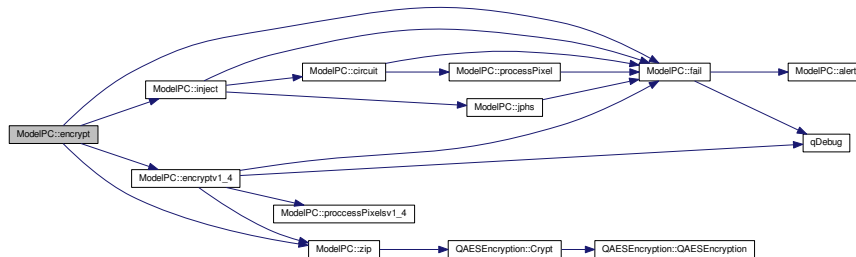 ModelPC::encrypt
ModelPC::inject
ModelPC::encryptv1_4
ModelPC::circuit
ModelPC::jphs
ModelPC::proccessPixelsv1_4
ModelPC::zip
ModelPC::processPixel
QAESEncryption::Crypt
ModelPC::fail
QAESEncryption::QAESEncryption
ModelPC::alert
qDebug